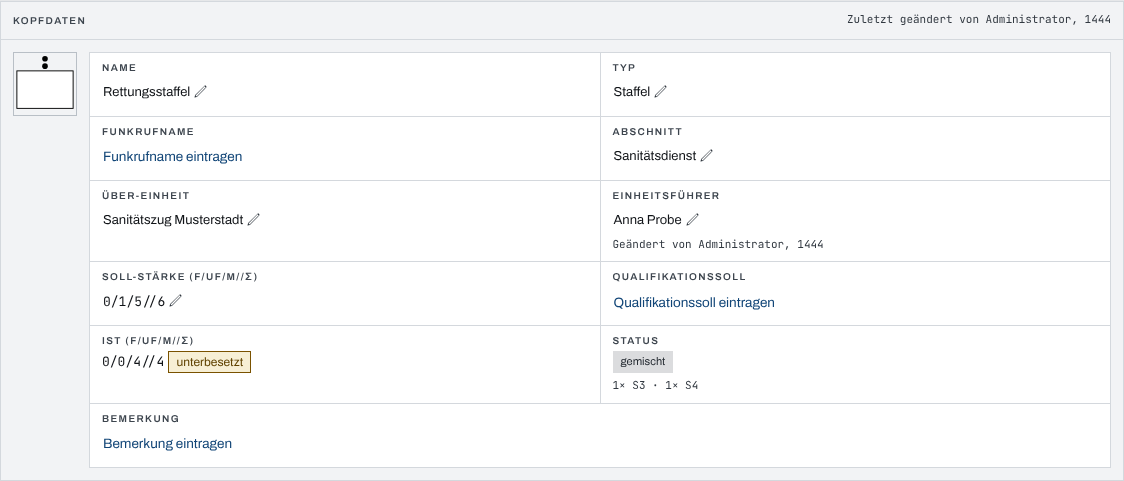 KOPFDATEN
Zuletzt geändert von Administrator, 1444
NAME
Rettungsstaffel
TYP
Staffel
FUNKRUFNAME
Funkrufname eintragen
ABSCHNITT
Sanitätsdienst
ÜBER-EINHEIT
Sanitätszug Musterstadt
EINHEITSFÜHRER
Anna Probe
Geändert von Administrator, 1444
SOLL-STÄRKE (F/UF/M//Σ)
0/1/5//6
QUALIFIKATIONSSOLL
Qualifikationssoll eintragen
IST (F/UF/M//Σ)
0/0/4//4 unterbesetzt
STATUS
gemischt
1× S3 · 1× S4
BEMERKUNG
Bemerkung eintragen